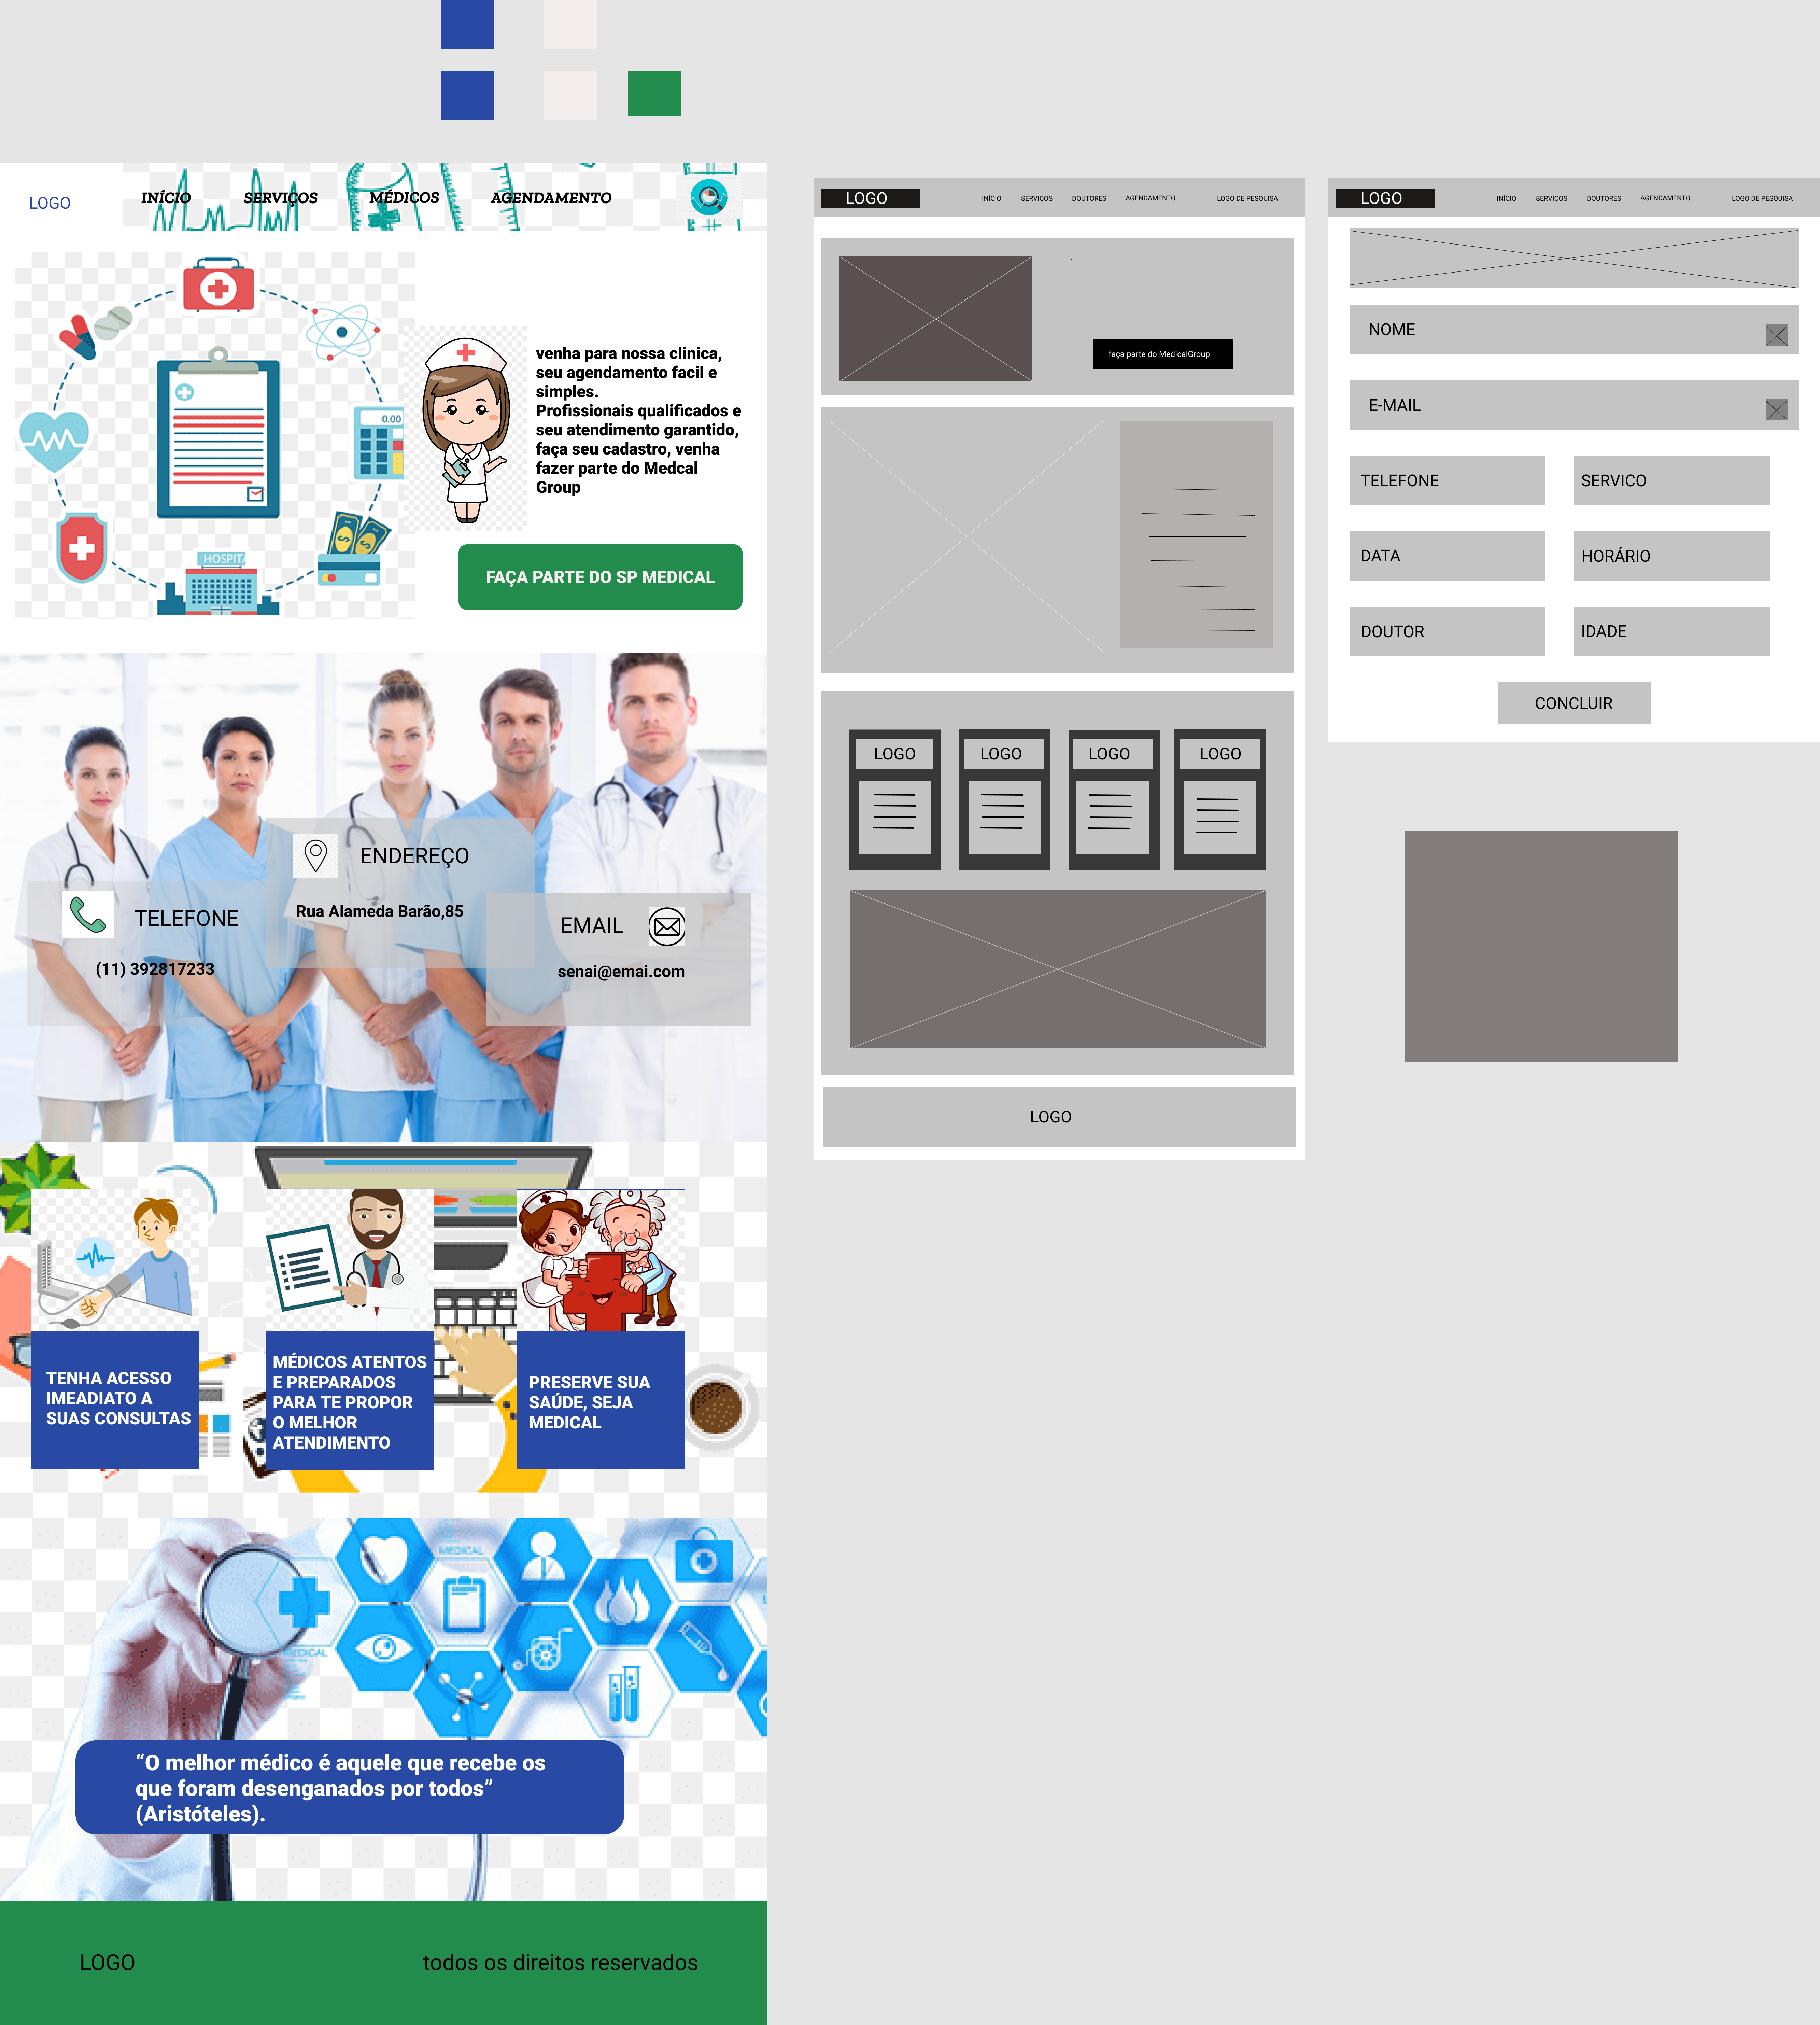 LOGO
INÍCIO
SERVIÇOS
MÉDICOS
AGENDAMENTO
0.00
HOSPITA
venha para nossa clinica,
seu agendamento facil e
simples.
Profissionais qualificados e
seu atendimento garantido,
faça seu cadastro, venha
fazer parte do Medcal
Group
FAÇA PARTE DO SP MEDICAL
ENDEREÇO
Rua Alameda Barão,85
TELEFONE
(11) 392817233
EMAIL
senai@emai.com
TENHA ACESSO
IMEADIATO A
SUAS CONSULTAS
MÉDICOS ATENTOS
E PREPARADOS
PARA TE PROPOR
O MELHOR
ATENDIMENTO
PRESERVE SUA
SAÚDE, SEJA
MEDICAL
MEDICAL
MEDICAL
“O melhor médico é aquele que recebe os
que foram desenganados por todos”
(Aristóteles).
LOGO
todos os direitos reservados
LOGO
INÍCIO
SERVIÇOS
DOUTORES
AGENDAMENTO
LOGO DE PESQUISA
faça parte do MedicalGroup
LOGO
LOGO
LOGO
LOGO
LOGO
LOGO
INÍCIO
SERVIÇOS
DOUTORES
AGENDAMENTO
LOGO DE PESQUISA
NOME
E-MAIL
TELEFONE
SERVICO
DATA
HORÁRIO
DOUTOR
IDADE
CONCLUIR